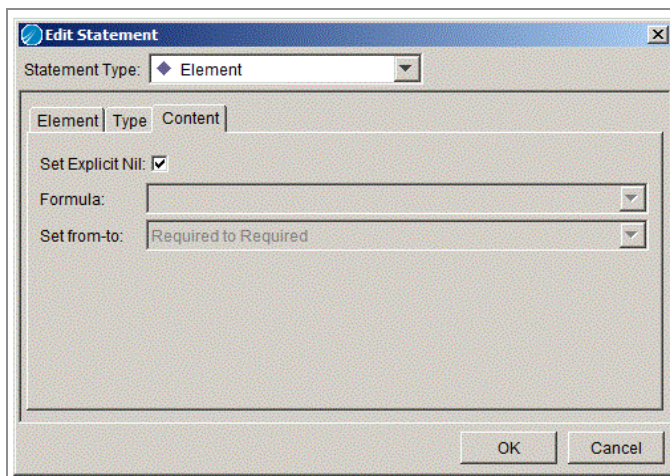 Edit Statement
Statement Type: Element
Element Type Content
Set Explicit Nil:
Formula:
Set from-to: Required to Required
OK Cancel